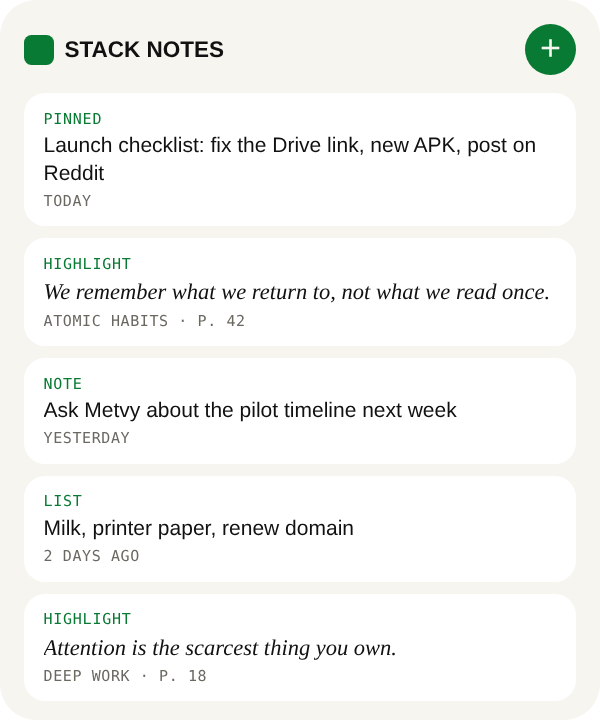 STACK NOTES
+
PINNED
Launch checklist: fix the Drive link, new APK, post on
Reddit
TODAY
HIGHLIGHT
We remember what we return to, not what we read once.
ATOMIC HABITS · P. 42
NOTE
Ask Metvy about the pilot timeline next week
YESTERDAY
LIST
Milk, printer paper, renew domain
2 DAYS AGO
HIGHLIGHT
Attention is the scarcest thing you own.
DEEP WORK · P. 18